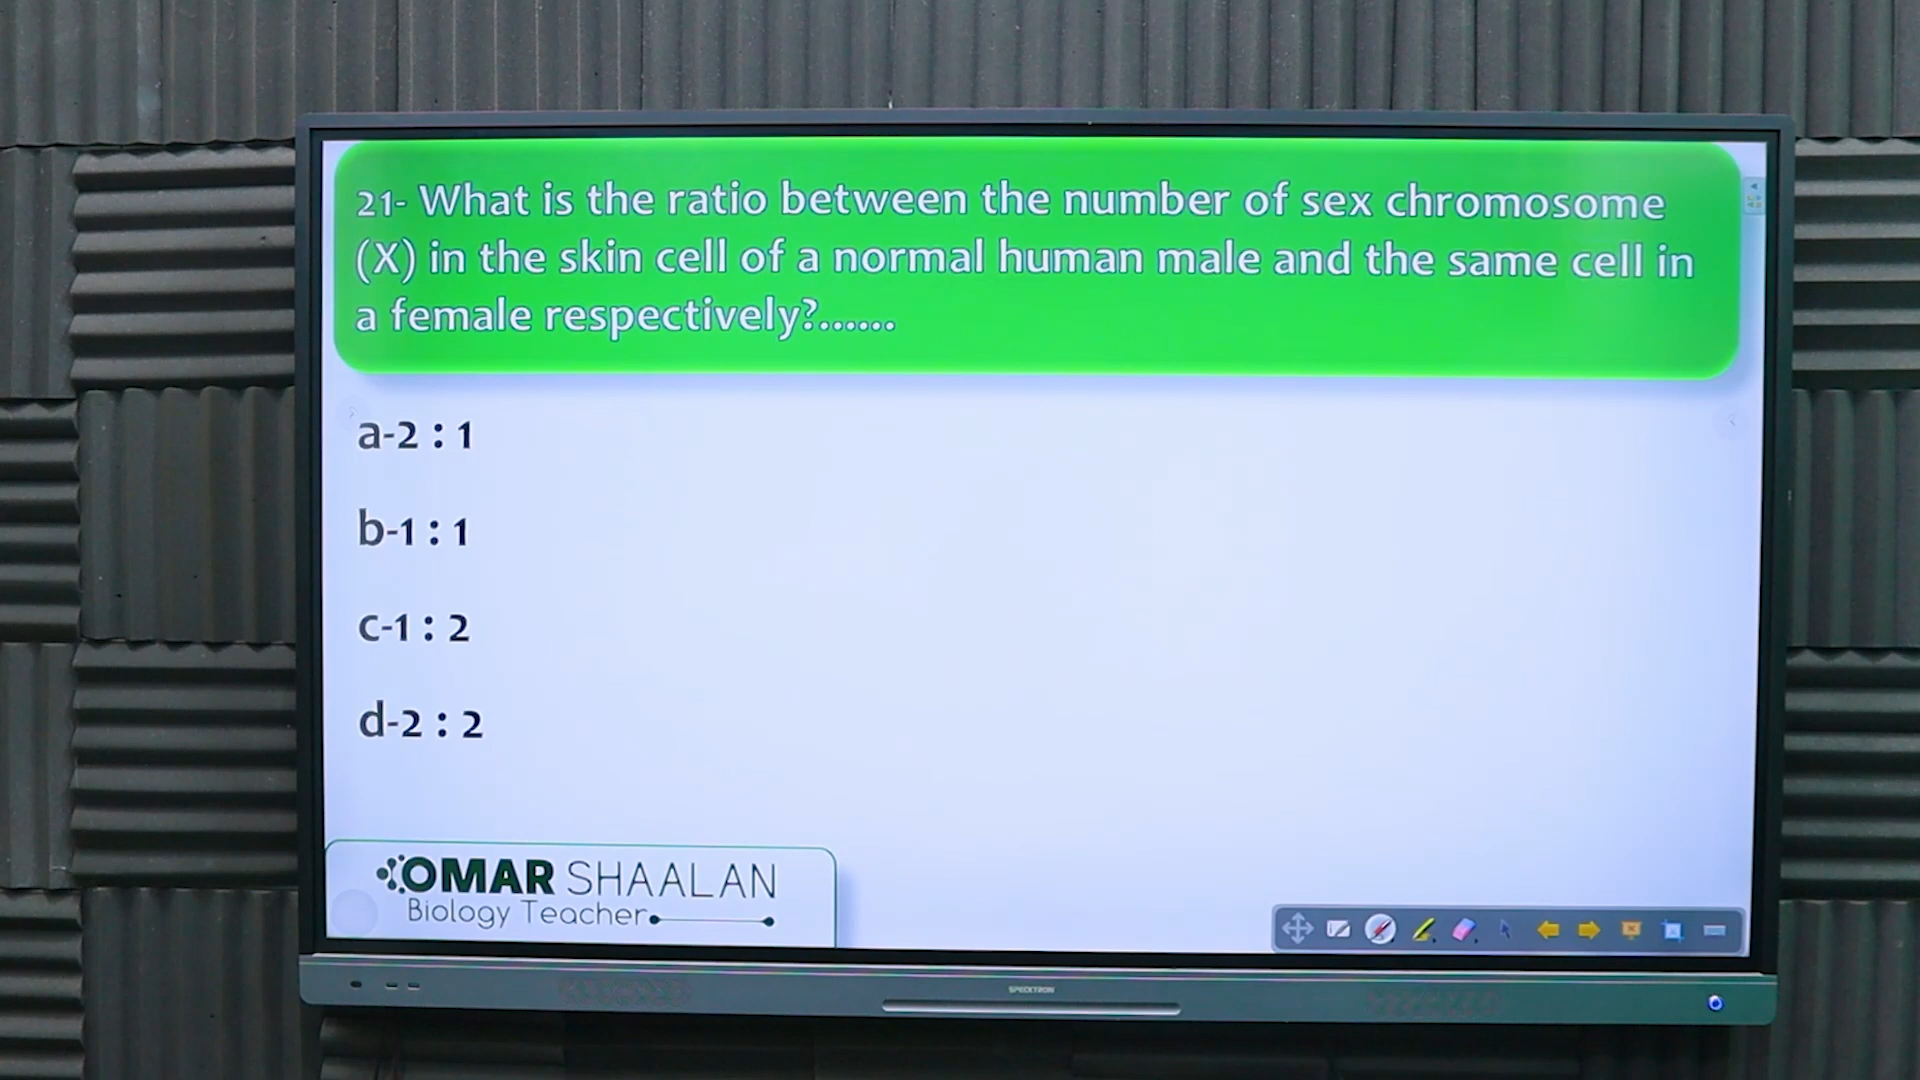 21- What is the ratio between the number of sex chromosome
(X) in the skin cell of a normal human male and the same cell in
a female respectively?......
a-2 : 1
b-1 : 1
c-1 : 2
d-2 : 2
OMAR SHAALAN
Biology Teacher
SPECKTRON